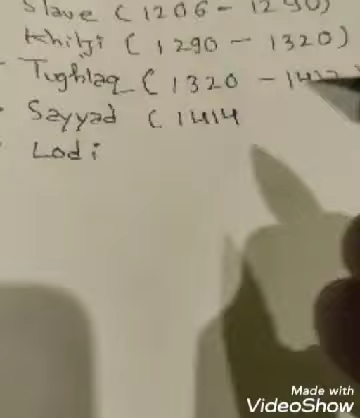 Slave (1206 - 1290)
Khilji (1290 - 1320)
- Tughlaq (1320 -
Sayyad (1414
Lodi
Made with
VideoShow